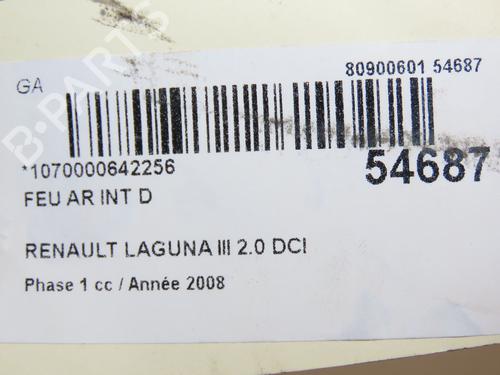 GA
80900601 54687
*1070000642256
54687
FEU AR INT D
RENAULT LAGUNA III 2.0 DCI
Phase 1 cc / Année 2008
B-PARTS